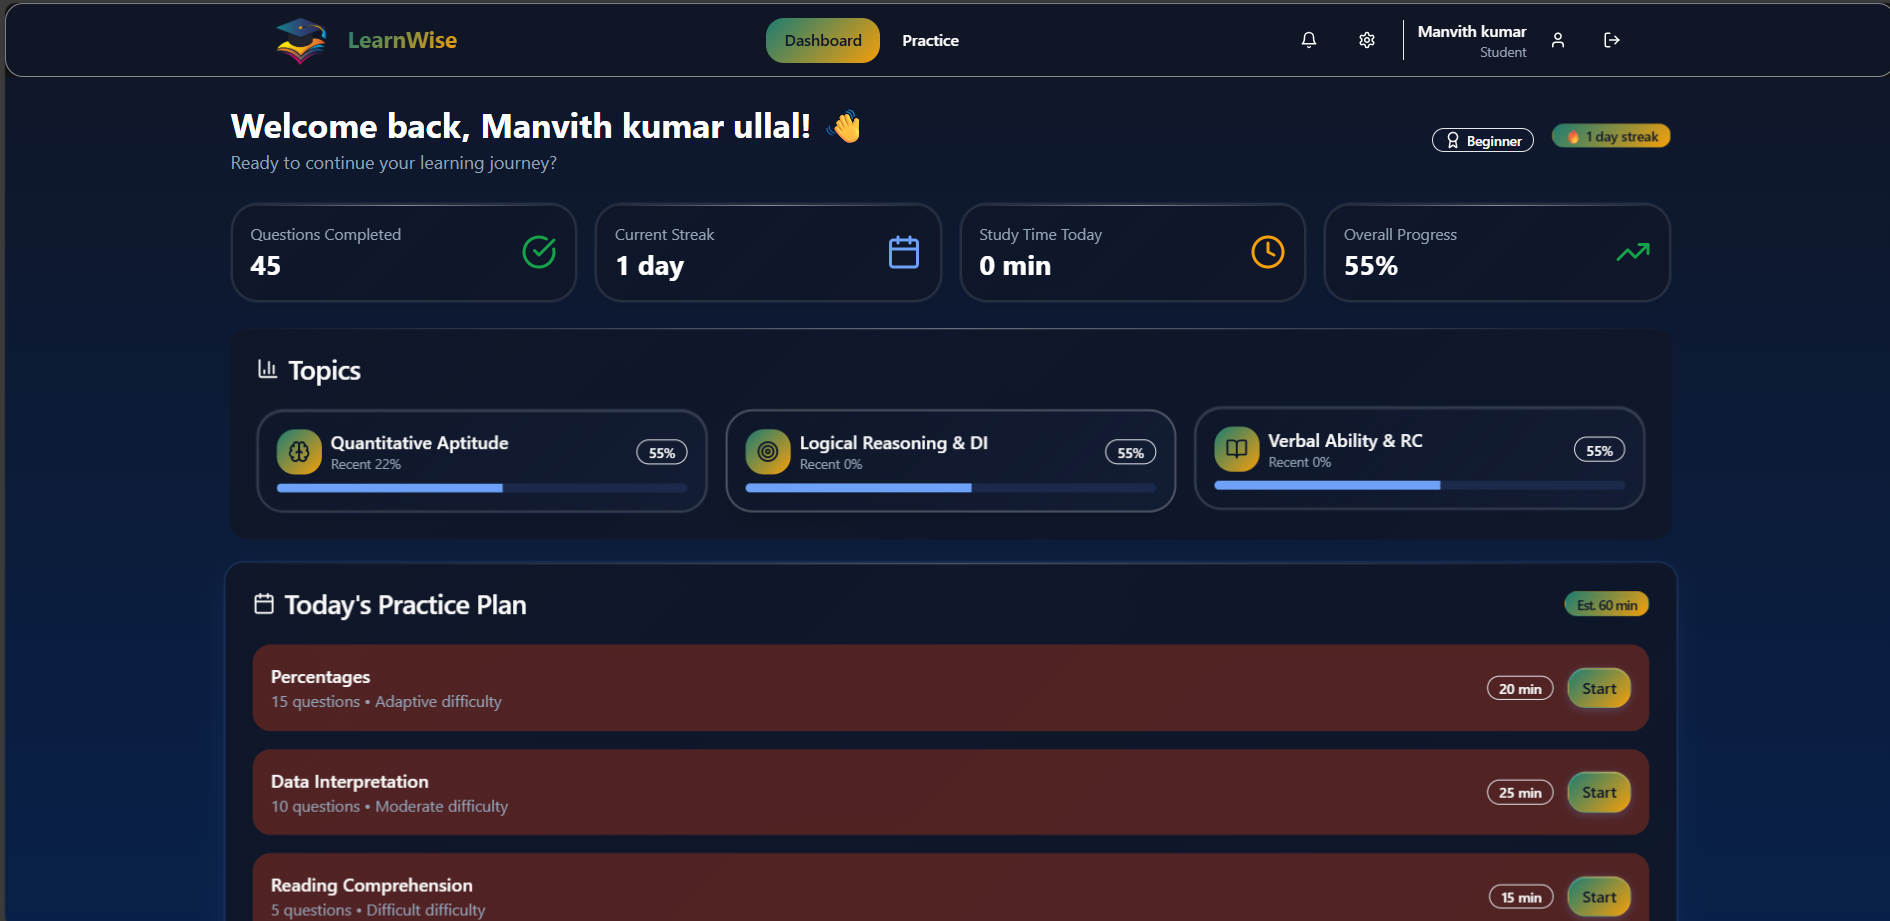 LearnWise
Dashboard
Practice
Manvith kumar
Student
Welcome back, Manvith kumar ullal! 👋
Ready to continue your learning journey?
Beginner
🔥 1 day streak
Questions Completed
45
Current Streak
1 day
Study Time Today
0 min
Overall Progress
55%
Topics
Quantitative Aptitude
Recent 22%
55%
Logical Reasoning & DI
Recent 0%
55%
Verbal Ability & RC
Recent 0%
55%
Today's Practice Plan
Est. 60 min
Percentages
15 questions • Adaptive difficulty
20 min
Start
Data Interpretation
10 questions • Moderate difficulty
25 min
Start
Reading Comprehension
5 questions • Difficult difficulty
15 min
Start